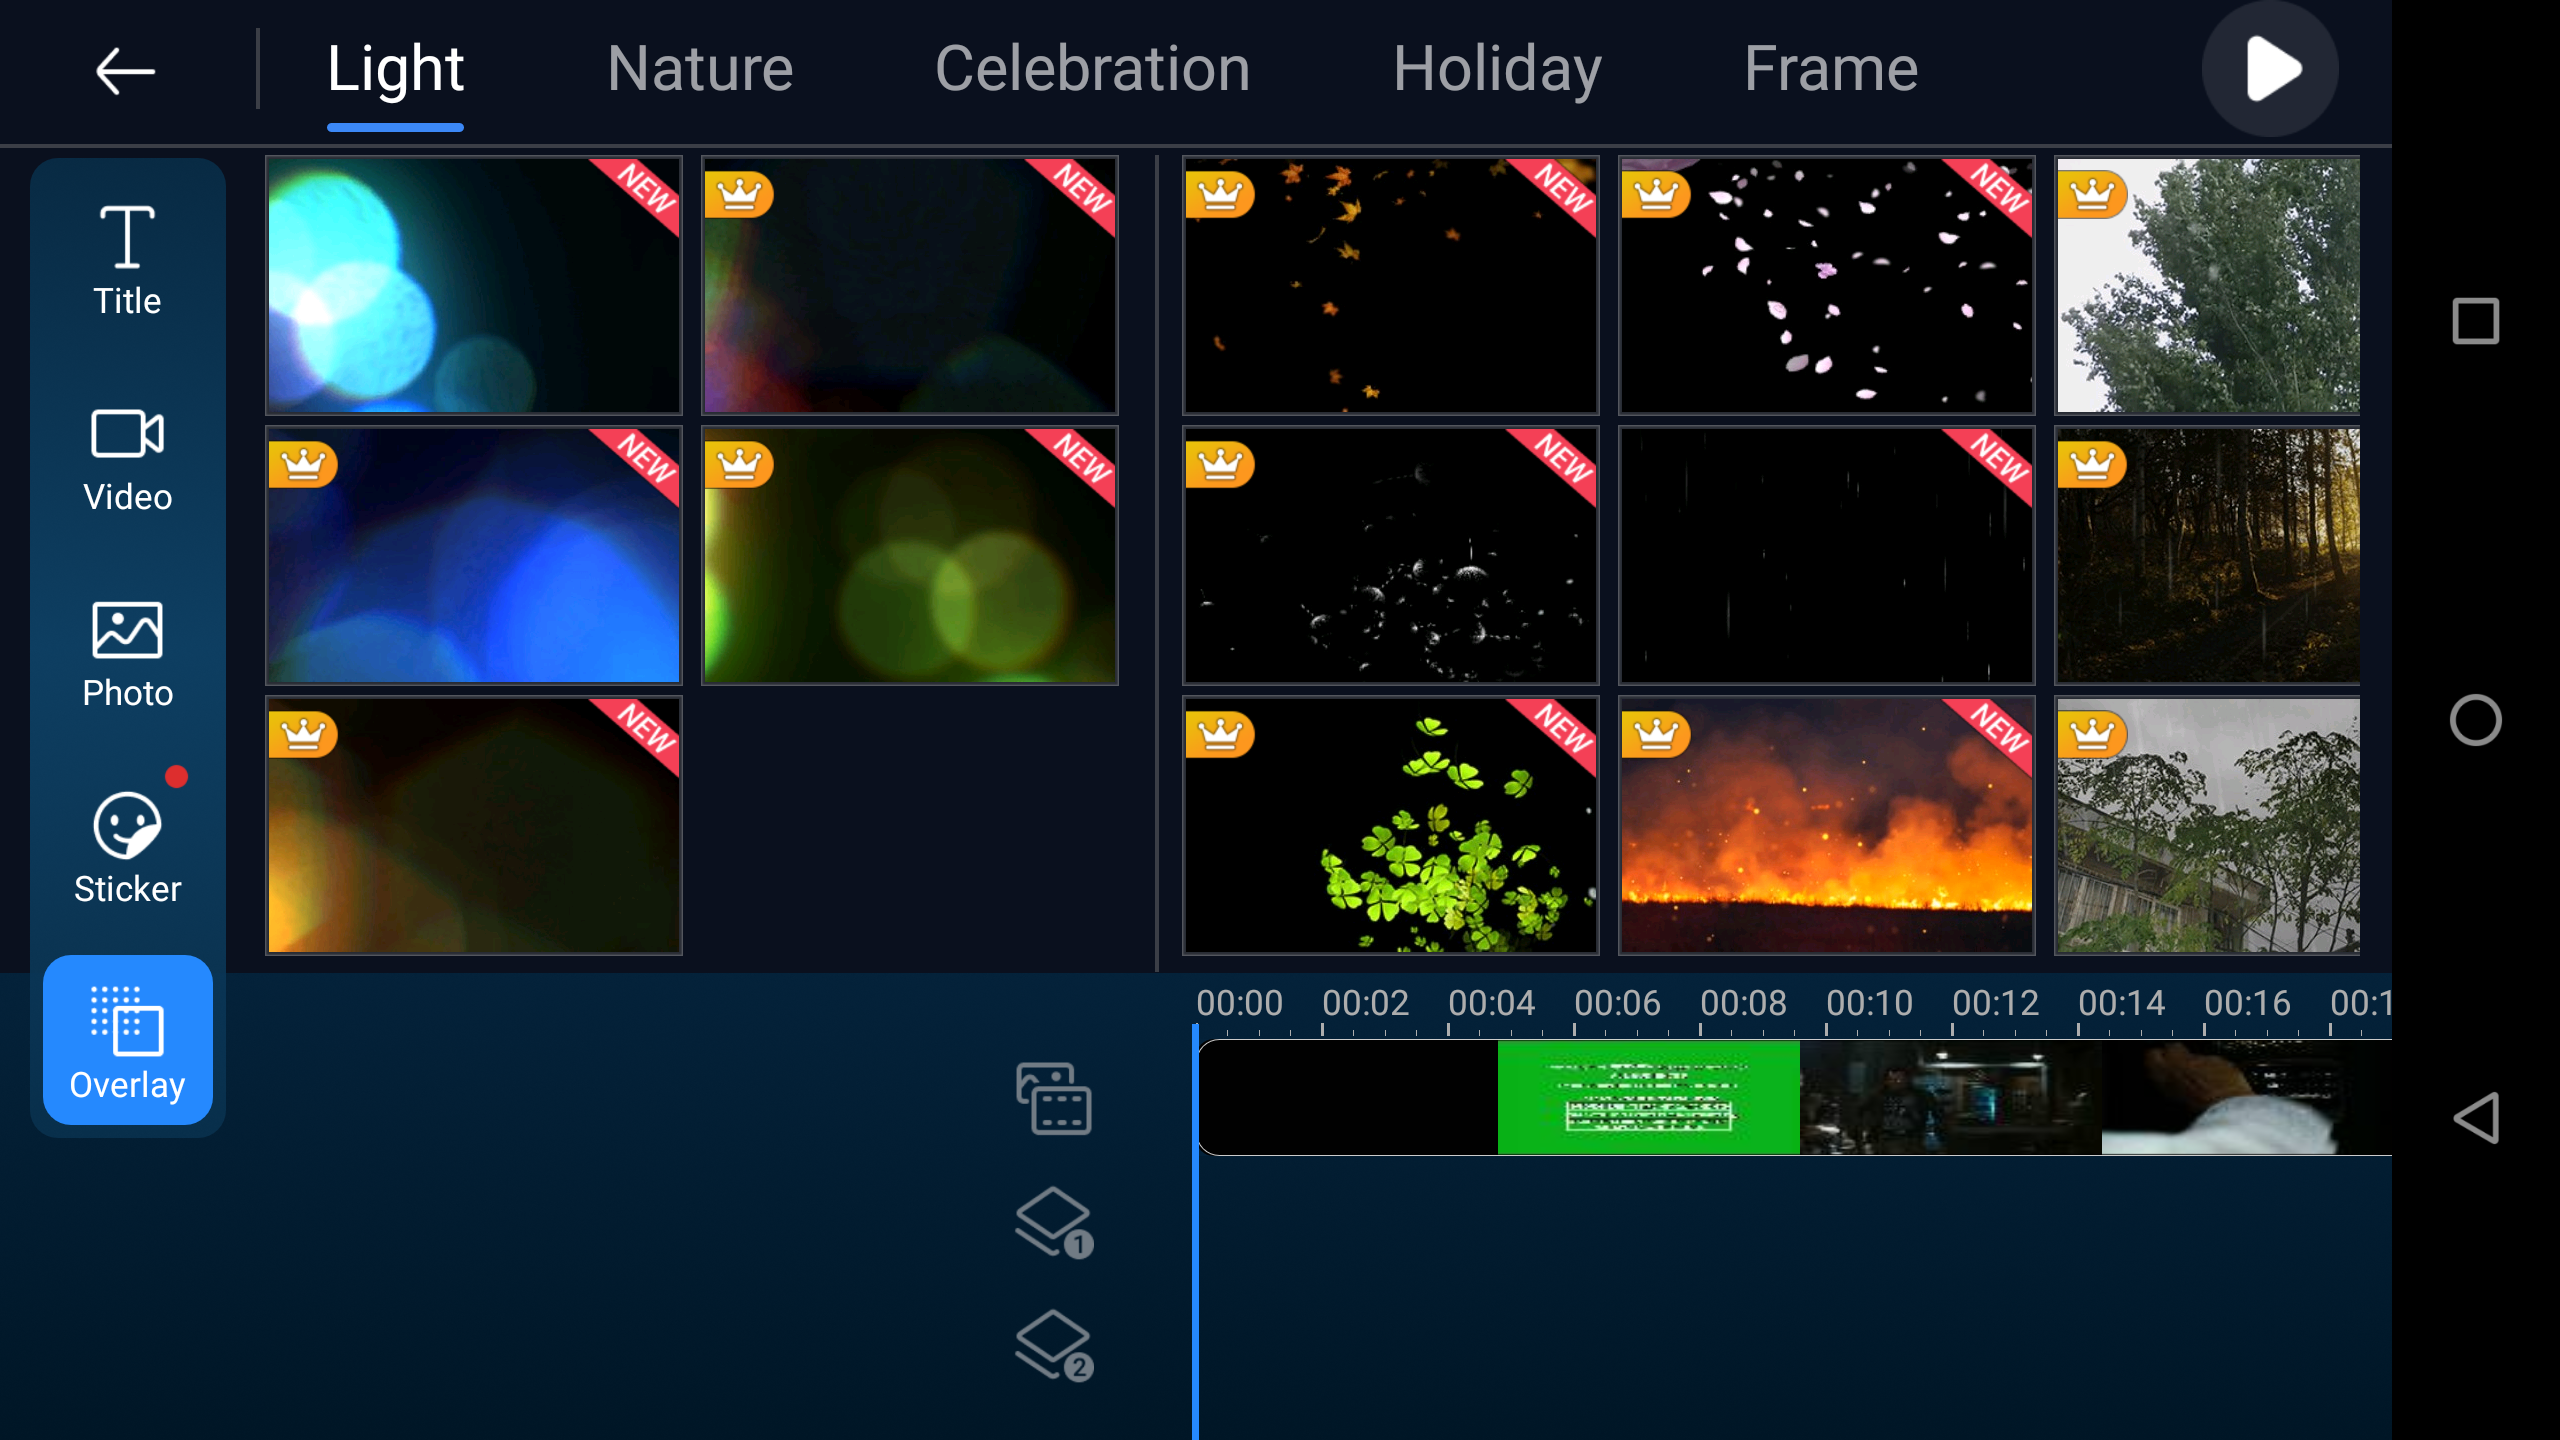 Light Nature Celebration Holiday Frame
Title
Video
Photo
Sticker
Overlay
NEW NEW NEW NEW
NEW NEW NEW NEW
NEW NEW NEW
00:00 00:02 00:04 00:06 00:08 00:10 00:12 00:14 00:16 00:1
1
2